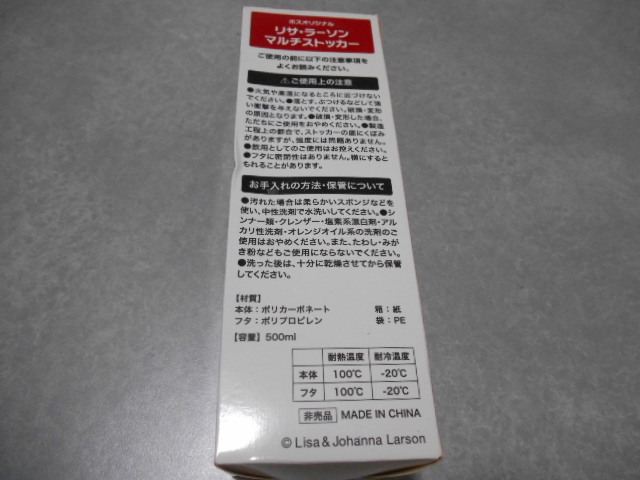 ボスオリジナル
リサ・ラーソン
マルチストッカー
ご使用の前に以下の注意事項を
よくお読みください。
⚠ご使用上の注意
●火気や高温になるところに近づけない
でください。●落とす、ぶつけるなどして強
い衝撃を与えないでください。破損・変形
の原因となります。●破損・変形した場合、
ただちにご使用をおやめください。●製造
工程上の都合で、ストッカーの底にくぼみ
がありますが、強度には問題ありません。
●飲用としてのご使用はお控えください。
●フタに密閉性はありません。横にすると
もれることがあります。
お手入れの方法・保管について
●汚れた場合は柔らかいスポンジなどを
使い、中性洗剤で水洗いしてください。●シ
ンナー類・クレンザー・塩素系漂白剤・アル
カリ性洗剤・オレンジオイル系の洗剤のご
使用はおやめください。また、たわし・みが
き粉などもご使用にならないでください。
●洗った後は、十分に乾燥させてから保管
してください。
【材質】
本体:ポリカーボネート 箱:紙
フタ:ポリプロピレン 袋:PE
【容量】500ml
耐熱温度 耐冷温度
本体 100℃ -20℃
フタ 100℃ -20℃
非売品 MADE IN CHINA
© Lisa & Johanna Larson